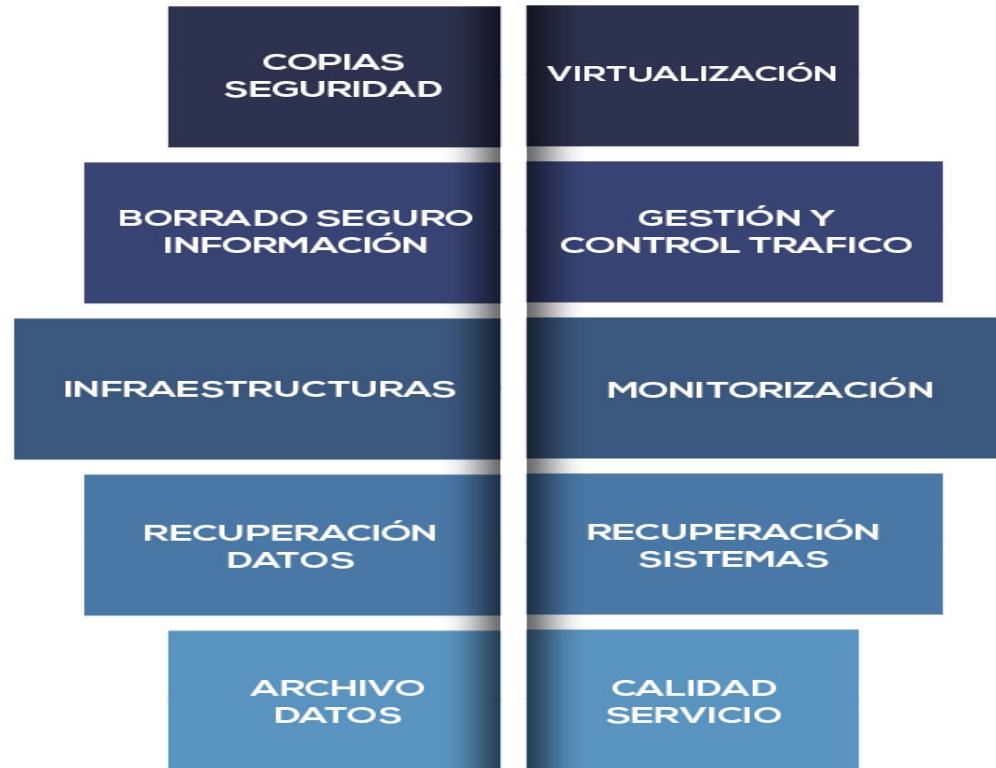 COPIAS
SEGURIDAD
VIRTUALIZACIÓN
BORRADO SEGURO
INFORMACIÓN
GESTIÓN Y
CONTROL TRAFICO
INFRAESTRUCTURAS
MONITORIZACIÓN
RECUPERACIÓN
DATOS
RECUPERACIÓN
SISTEMAS
ARCHIVO
DATOS
CALIDAD
SERVICIO